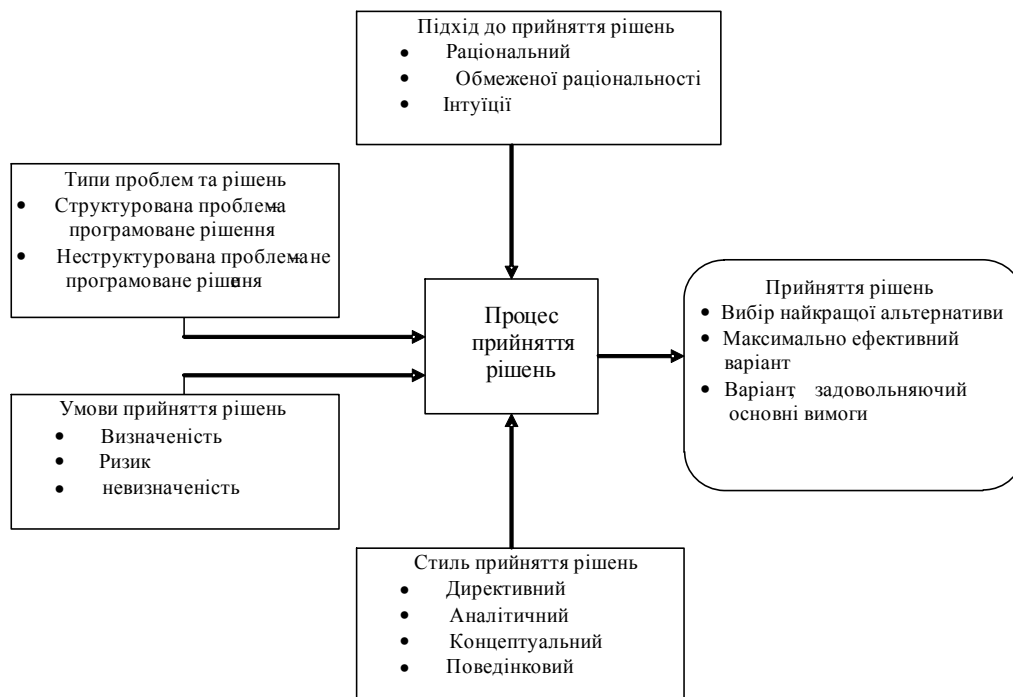 Підхід до прийняття рішень
• Раціональний
• Обмеженої раціональності
• Інтуїції
Типи проблем та рішень
• Структурована проблема–
програмоване рішення
• Неструктурована проблема–не
програмоване рішення
Процес
прийняття
рішень
Прийняття рішень
• Вибір найкращої альтернативи
• Максимально ефективний
варіант
• Варіант, задовольняючий
основні вимоги
Умови прийняття рішень
• Визначеність
• Ризик
• невизначеність
Стиль прийняття рішень
• Директивний
• Аналітичний
• Концептуальний
• Поведінковий